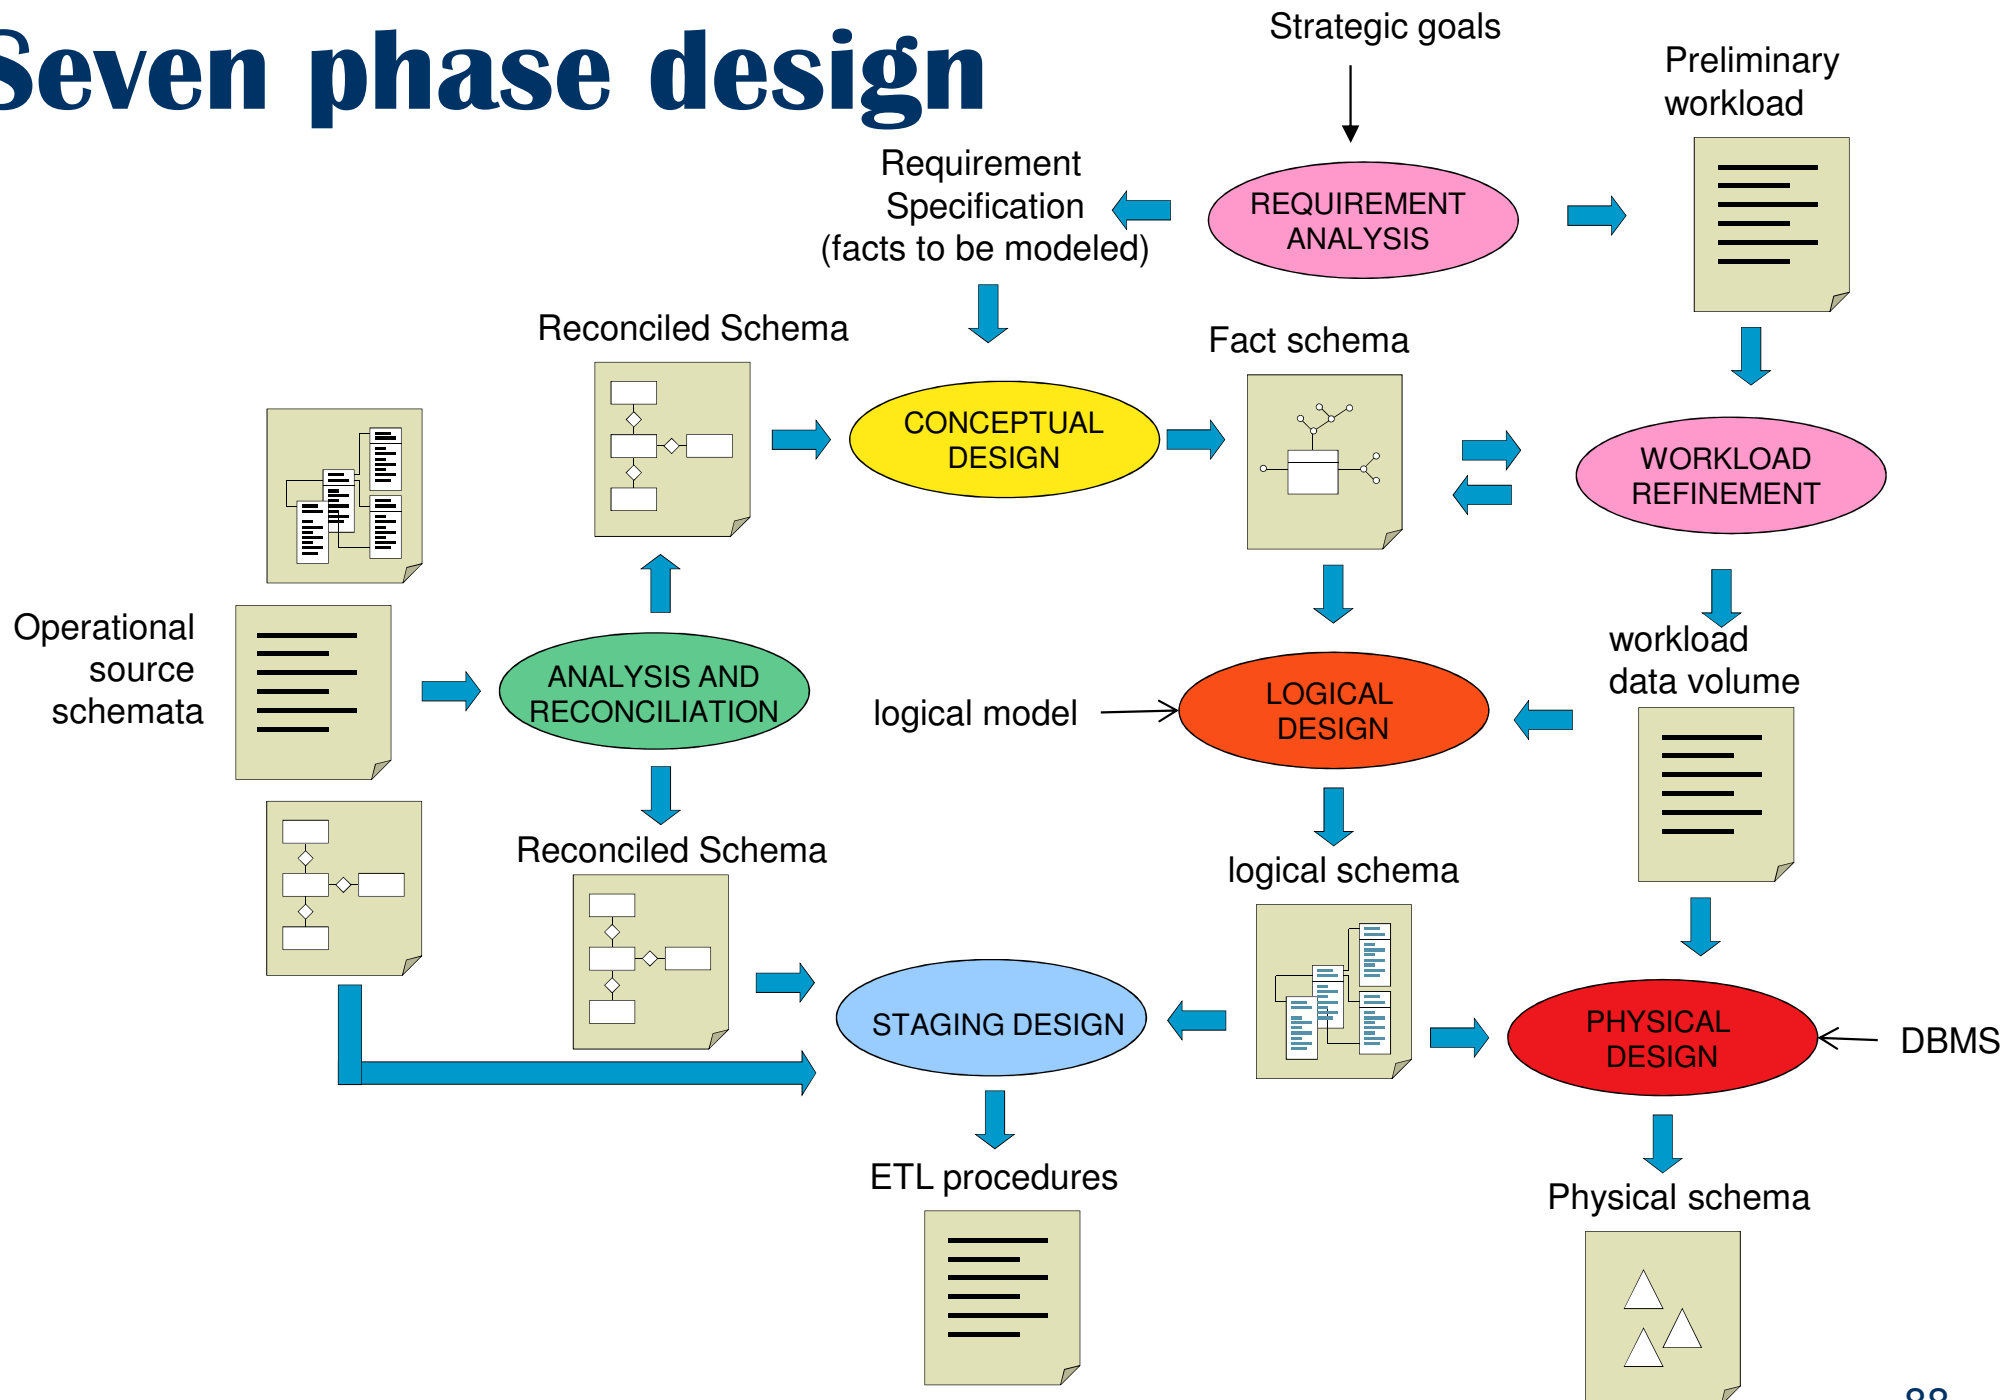 Seven phase design
Strategic goals
Preliminary
workload
Requirement
Specification
(facts to be modeled)
REQUIREMENT
ANALYSIS
Reconciled Schema
Fact schema
CONCEPTUAL
DESIGN
WORKLOAD
REFINEMENT
Operational
source
schemata
ANALYSIS AND
RECONCILIATION
workload
data volume
logical model
LOGICAL
DESIGN
Reconciled Schema
logical schema
STAGING DESIGN
PHYSICAL
DESIGN
DBMS
ETL procedures
Physical schema
88